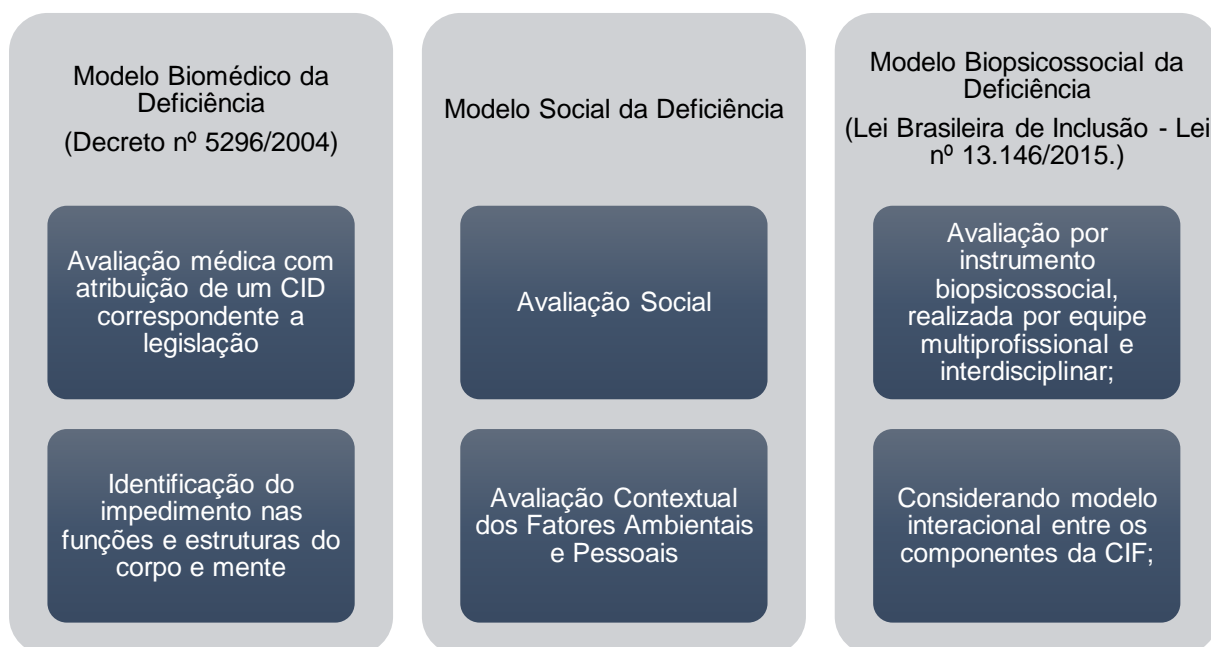 Modelo Biomédico da
Deficiência
(Decreto nº 5296/2004)
Avaliação médica com
atribuição de um CID
correspondente a
legislação
Identificação do
impedimento nas
funções e estruturas do
corpo e mente
Modelo Social da Deficiência
Avaliação Social
Avaliação Contextual
dos Fatores Ambientais
e Pessoais
Modelo Biopsicossocial da
Deficiência
(Lei Brasileira de Inclusão - Lei
nº 13.146/2015.)
Avaliação por
instrumento
biopsicossocial,
realizada por equipe
multiprofissional e
interdisciplinar;
Considerando modelo
interacional entre os
componentes da CIF;